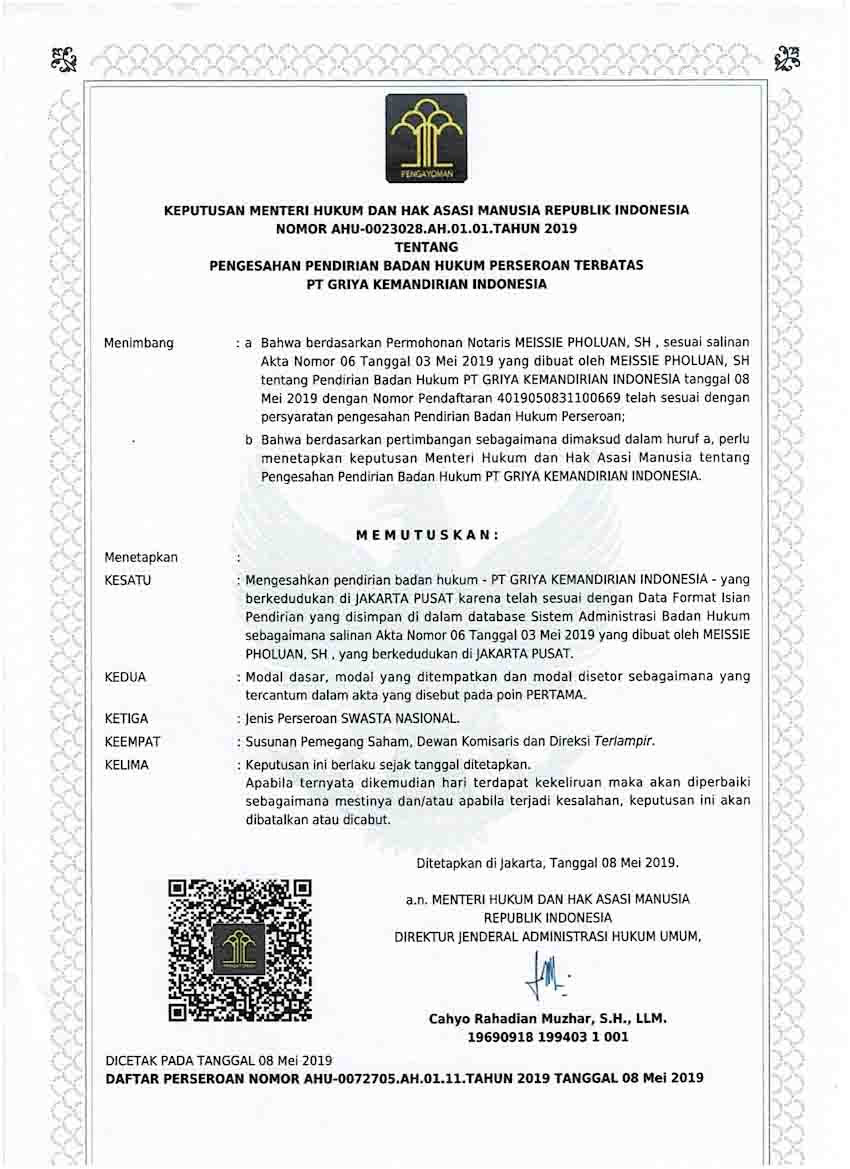 PENGAYOMAN
KEPUTUSAN MENTERI HUKUM DAN HAK ASASI MANUSIA REPUBLIK INDONESIA
NOMOR AHU-0023028.AH.01.01.TAHUN 2019
TENTANG
PENGESAHAN PENDIRIAN BADAN HUKUM PERSEROAN TERBATAS
PT GRIYA KEMANDIRIAN INDONESIA
Menimbang : a Bahwa berdasarkan Permohonan Notaris MEISSIE PHOLUAN, SH , sesuai salinan
Akta Nomor 06 Tanggal 03 Mei 2019 yang dibuat oleh MEISSIE PHOLUAN, SH
tentang Pendirian Badan Hukum PT GRIYA KEMANDIRIAN INDONESIA tanggal 08
Mei 2019 dengan Nomor Pendaftaran 4019050831100669 telah sesuai dengan
persyaratan pengesahan Pendirian Badan Hukum Perseroan;
b Bahwa berdasarkan pertimbangan sebagaimana dimaksud dalam huruf a, perlu
menetapkan keputusan Menteri Hukum dan Hak Asasi Manusia tentang
Pengesahan Pendirian Badan Hukum PT GRIYA KEMANDIRIAN INDONESIA.
M E M U T U S K A N :
Menetapkan :
KESATU : Mengesahkan pendirian badan hukum - PT GRIYA KEMANDIRIAN INDONESIA - yang
berkedudukan di JAKARTA PUSAT karena telah sesuai dengan Data Format Isian
Pendirian yang disimpan di dalam database Sistem Administrasi Badan Hukum
sebagaimana salinan Akta Nomor 06 Tanggal 03 Mei 2019 yang dibuat oleh MEISSIE
PHOLUAN, SH , yang berkedudukan di JAKARTA PUSAT.
KEDUA : Modal dasar, modal yang ditempatkan dan modal disetor sebagaimana yang
tercantum dalam akta yang disebut pada poin PERTAMA.
KETIGA : Jenis Perseroan SWASTA NASIONAL.
KEEMPAT : Susunan Pemegang Saham, Dewan Komisaris dan Direksi Terlampir.
KELIMA : Keputusan ini berlaku sejak tanggal ditetapkan.
Apabila ternyata dikemudian hari terdapat kekeliruan maka akan diperbaiki
sebagaimana mestinya dan/atau apabila terjadi kesalahan, keputusan ini akan
dibatalkan atau dicabut.
Ditetapkan di Jakarta, Tanggal 08 Mei 2019.
a.n. MENTERI HUKUM DAN HAK ASASI MANUSIA
REPUBLIK INDONESIA
DIREKTUR JENDERAL ADMINISTRASI HUKUM UMUM,
Cahyo Rahadian Muzhar, S.H., LLM.
19690918 199403 1 001
PENGAYOMAN
DICETAK PADA TANGGAL 08 Mei 2019
DAFTAR PERSEROAN NOMOR AHU-0072705.AH.01.11.TAHUN 2019 TANGGAL 08 Mei 2019